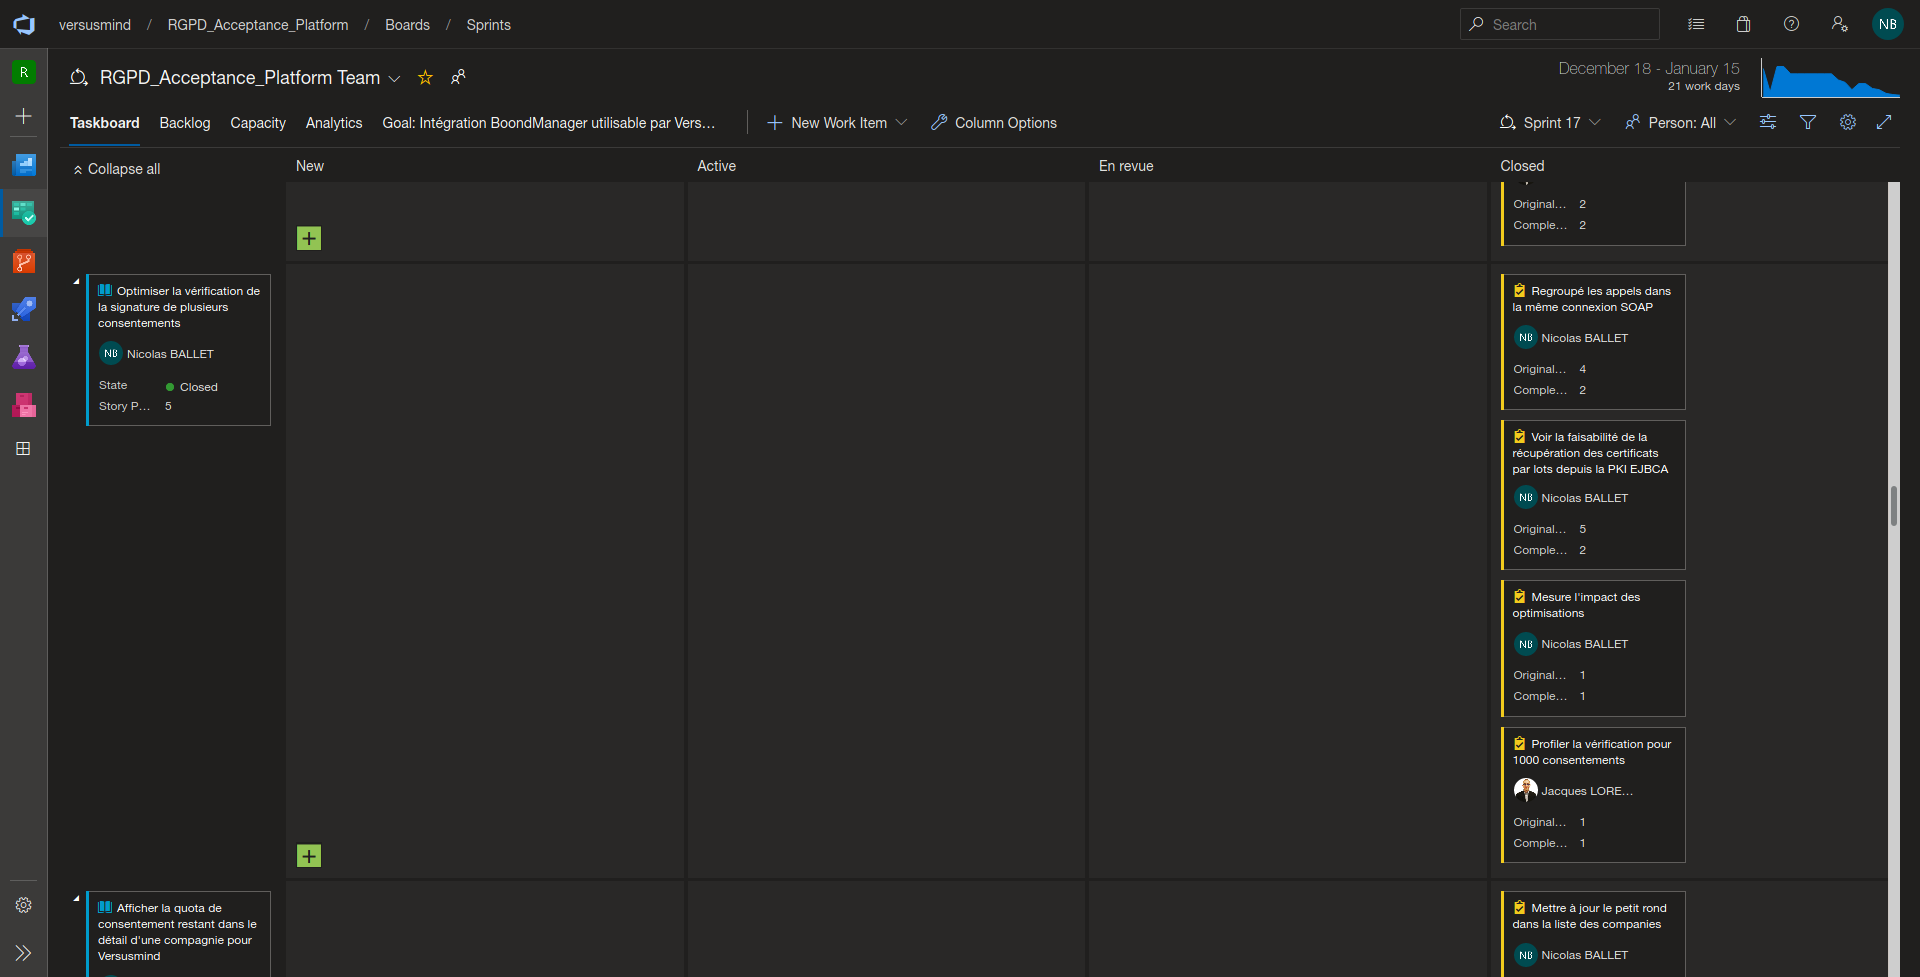 versusmind / RGPD_Acceptance_Platform / Boards / Sprints
Search
NB
R
RGPD_Acceptance_Platform Team
December 18 - January 15
21 work days
Taskboard
Backlog
Capacity
Analytics
Goal: Intégration BoondManager utilisable par Vers...
New Work Item
Column Options
Sprint 17
Person: All
Collapse all
New
Active
En revue
Closed
Original... 2
Comple... 2
Optimiser la vérification de
la signature de plusieurs
consentements
NB Nicolas BALLET
State Closed
Story P... 5
Regroupé les appels dans
la même connexion SOAP
NB Nicolas BALLET
Original... 4
Comple... 2
Voir la faisabilité de la
récupération des certificats
par lots depuis la PKI EJBCA
NB Nicolas BALLET
Original... 5
Comple... 2
Mesure l'impact des
optimisations
NB Nicolas BALLET
Original... 1
Comple... 1
Profiler la vérification pour
1000 consentements
Jacques LORE...
Original... 1
Comple... 1
Afficher la quota de
consentement restant dans le
détail d'une compagnie pour
Versusmind
Mettre à jour le petit rond
dans la liste des companies
NB Nicolas BALLET